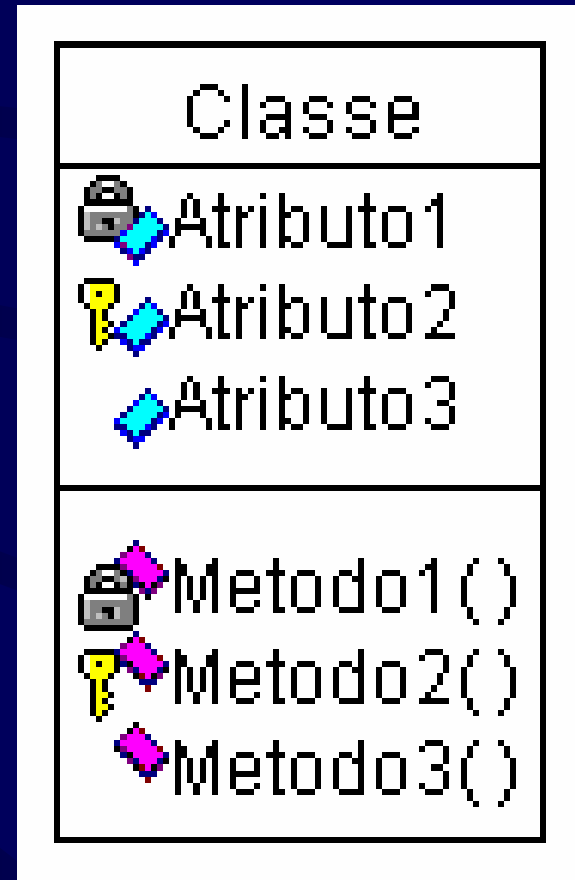 Classe
Atributo1
Atributo2
Atributo3
Metodo1()
Metodo2()
Metodo3()